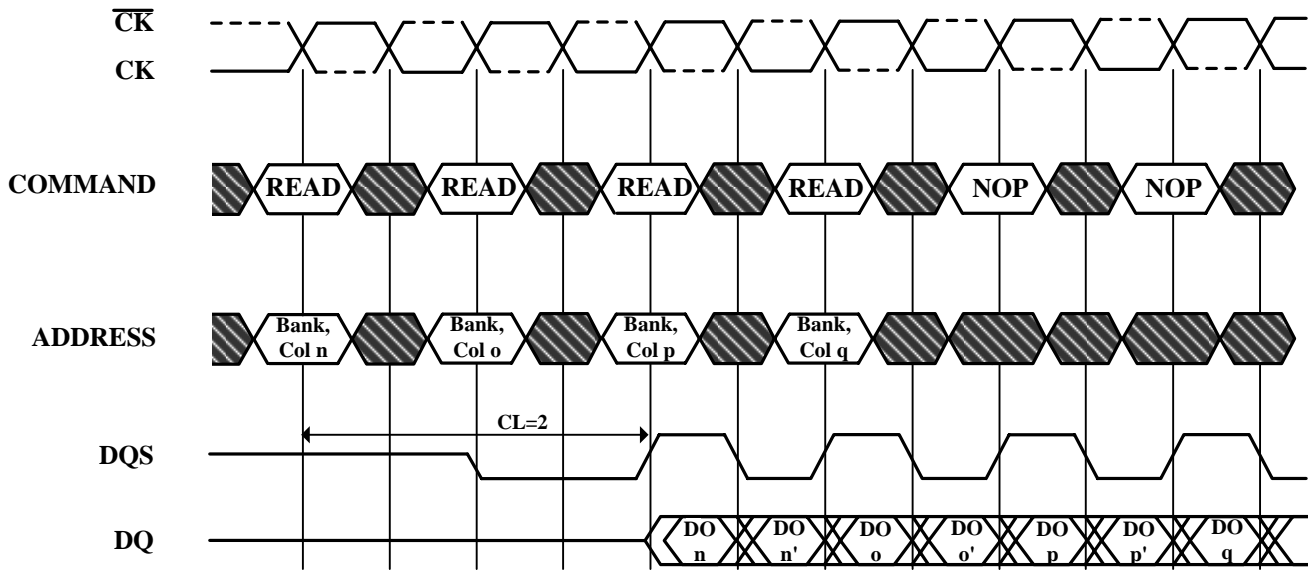 CK
CK
COMMAND
READ
READ
READ
READ
NOP
NOP
ADDRESS
Bank,
Col n
Bank,
Col o
Bank,
Col p
Bank,
Col q
CL=2
DQS
DQ
DO
n
DO
n'
DO
o
DO
o'
DO
p
DO
p'
DO
q